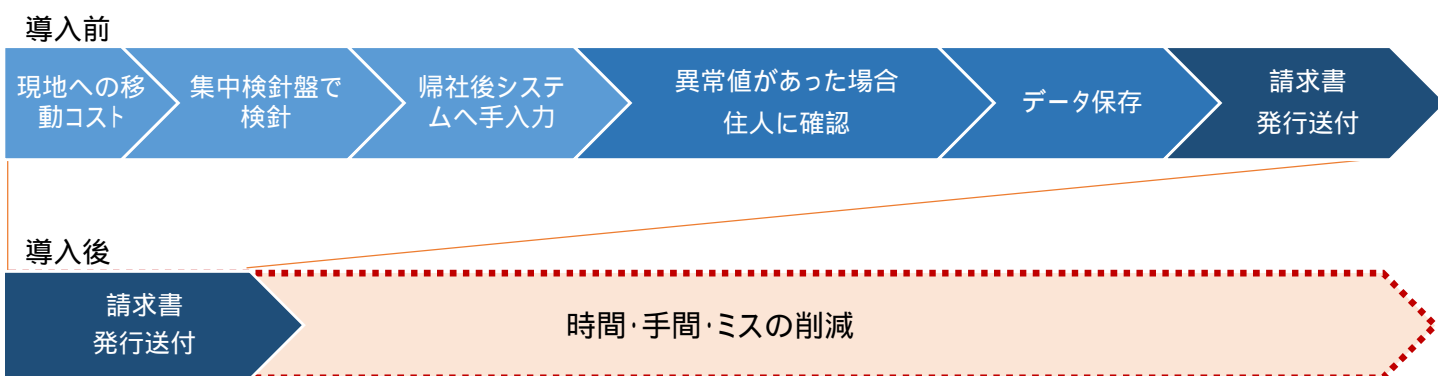 導入前
現地への移
動コスト
集中検針盤で
検針
帰社後システ
ムへ手入力
異常値があった場合
住人に確認
データ保存
請求書
発行送付
導入後
請求書
発行送付
時間・手間・ミスの削減